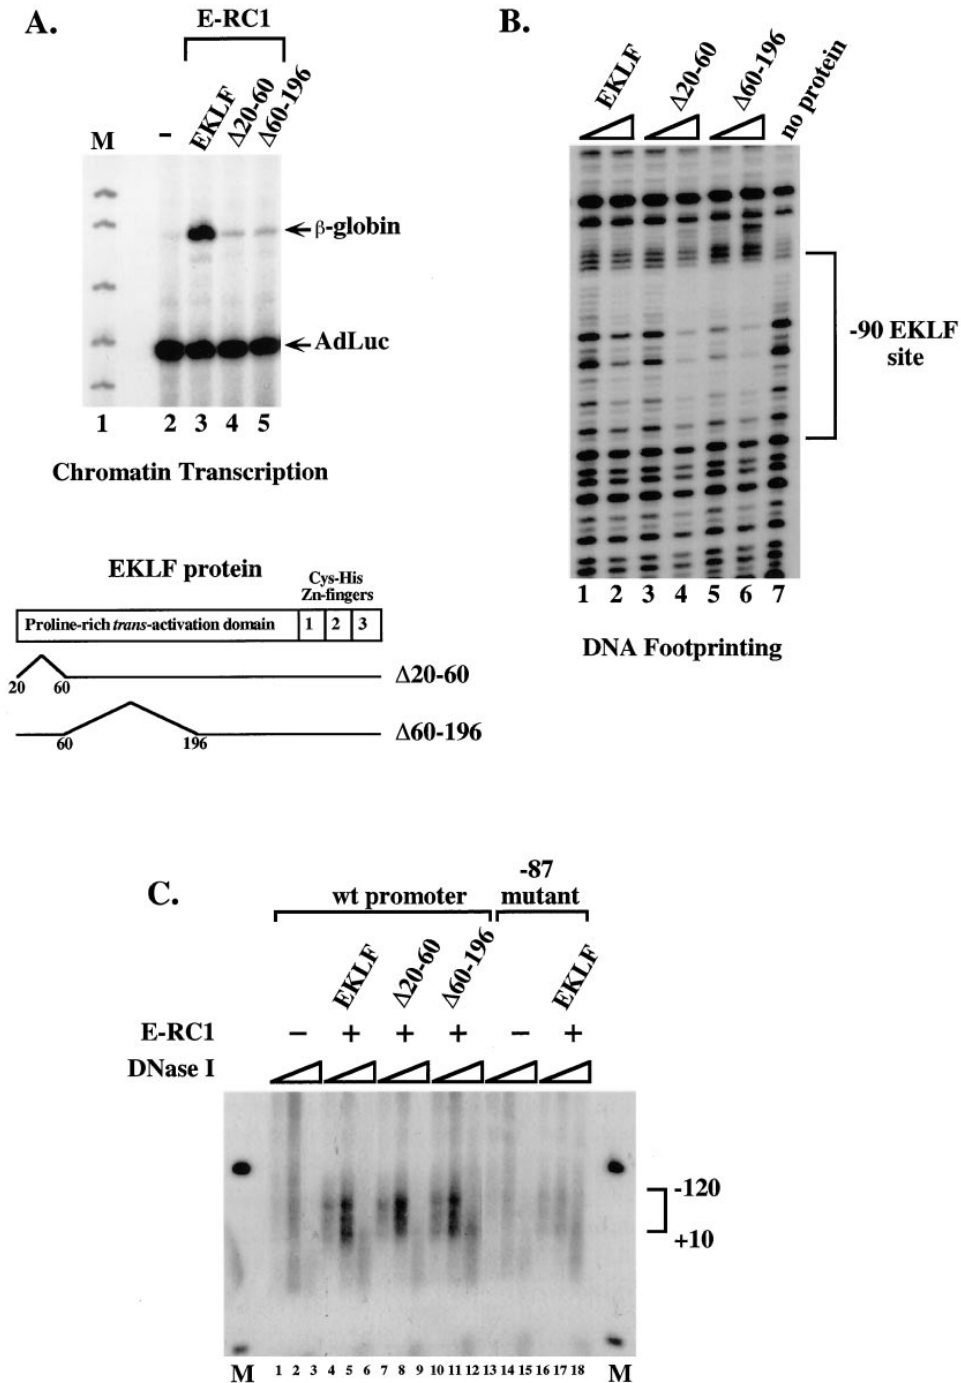 A.
E-RC1
M
–
EKLF
Δ20-60
Δ60-196
β-globin
AdLuc
1 2 3 4 5
Chromatin Transcription
EKLF protein
Cys-His
Zn-fingers
Proline-rich trans-activation domain 1 2 3
20 60 Δ20-60
60 196 Δ60-196
B.
EKLF
Δ20-60
Δ60-196
no protein
-90 EKLF
site
1 2 3 4 5 6 7
DNA Footprinting
C.
wt promoter
-87
mutant
EKLF
Δ20-60
Δ60-196
EKLF
E-RC1 – + + + – +
DNase I
-120
+10
M 1 2 3 4 5 6 7 8 9 10 11 12 13 14 15 16 17 18 M